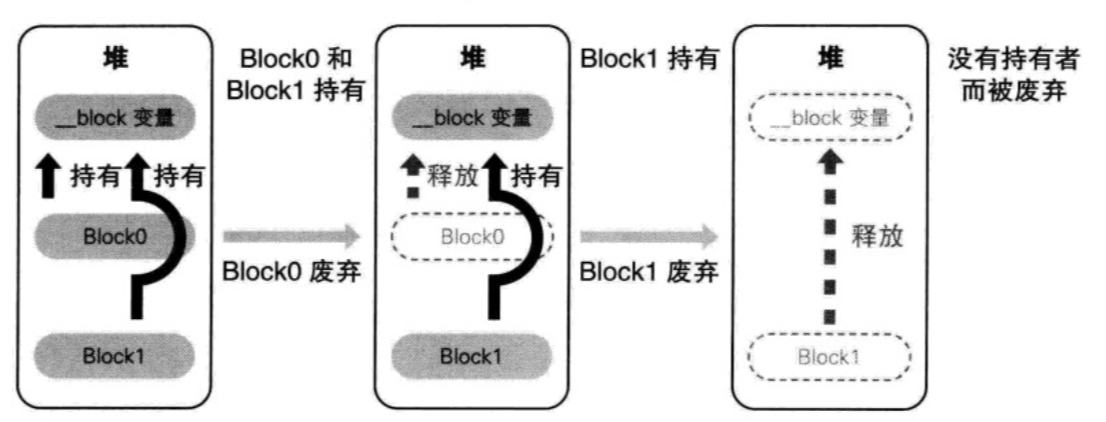 堆
__block 变量
持有
持有
Block0
Block1
Block0 和
Block1 持有
Block0 废弃
堆
__block 变量
释放
持有
Block0
Block1
Block1 持有
Block1 废弃
堆
__block 变量
释放
Block1
没有持有者
而被废弃